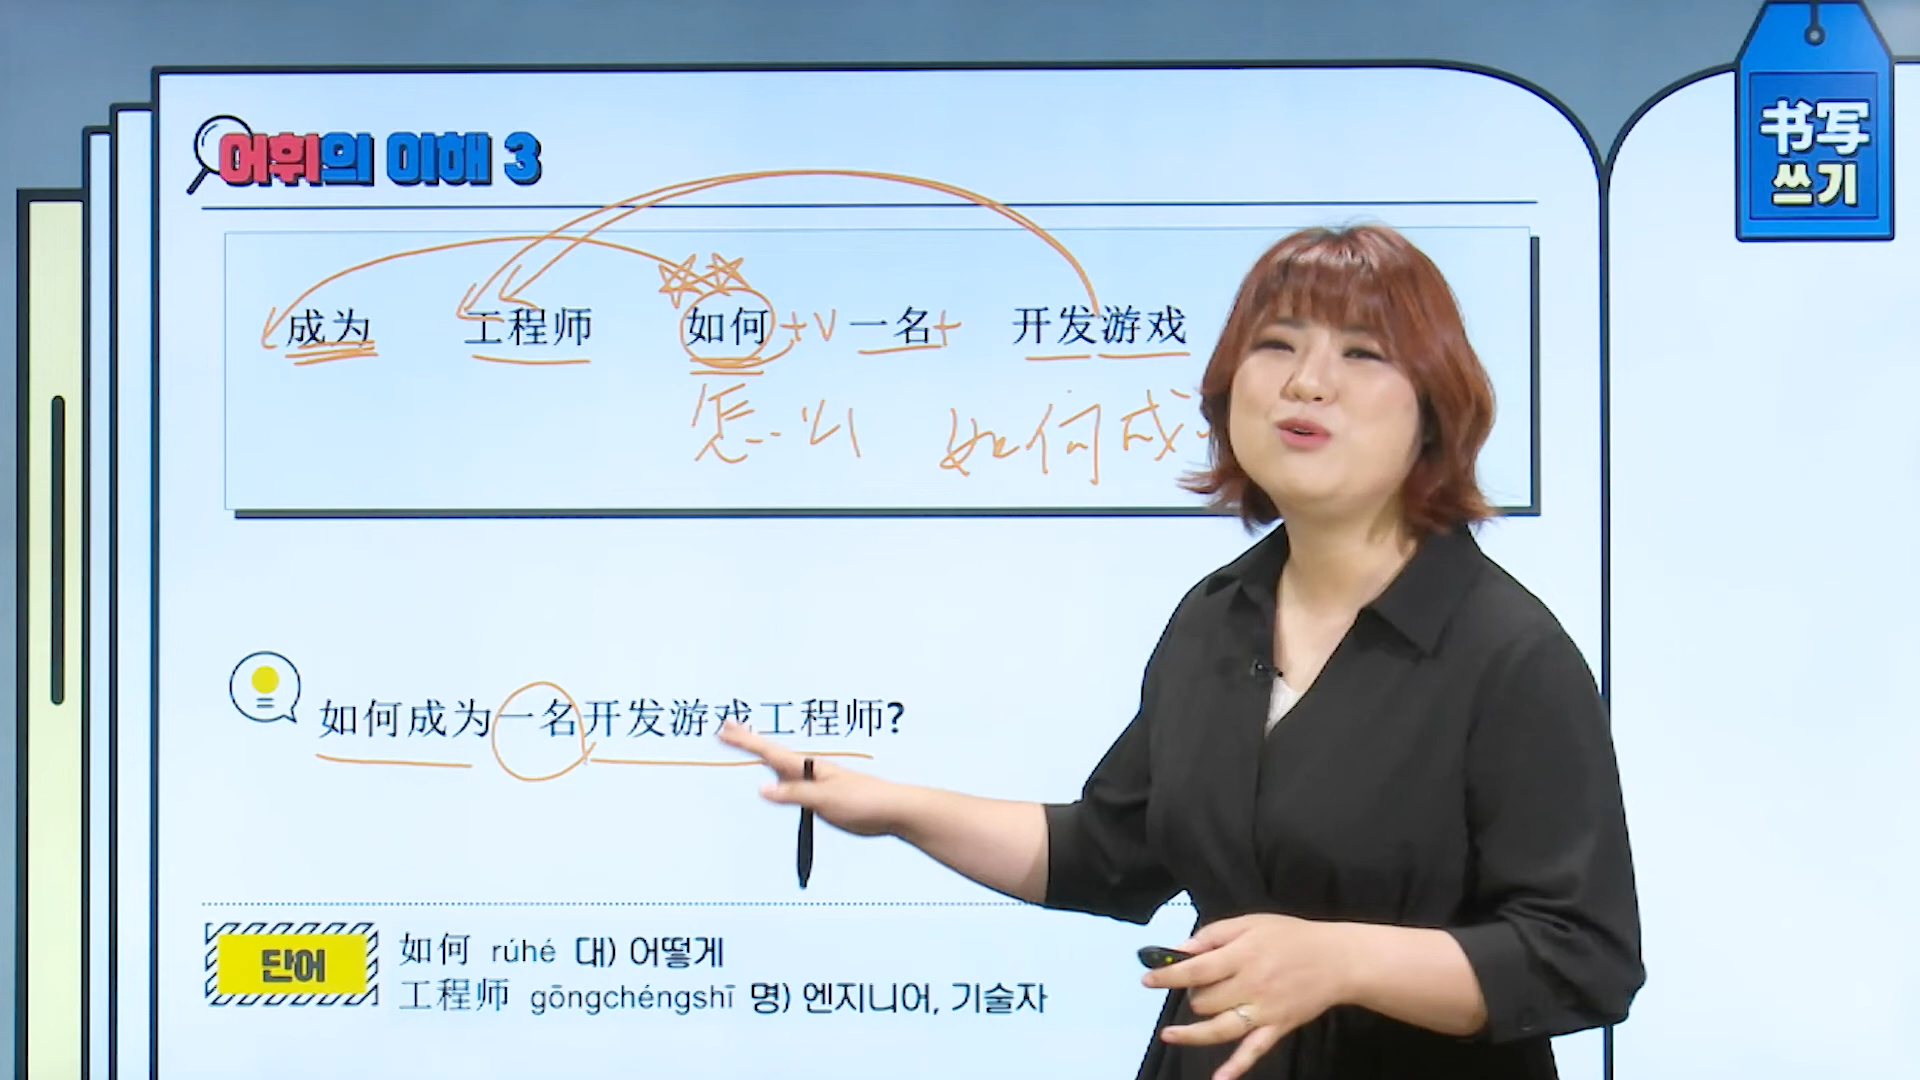 어휘의 이해 3
书写
쓰기
成为 工程师 如何 +V 一名 + 开发游戏
怎么 如何成
如何成为一名开发游戏工程师?
단어
如何 rúhé 대) 어떻게
工程师 gōngchéngshī 명) 엔지니어, 기술자